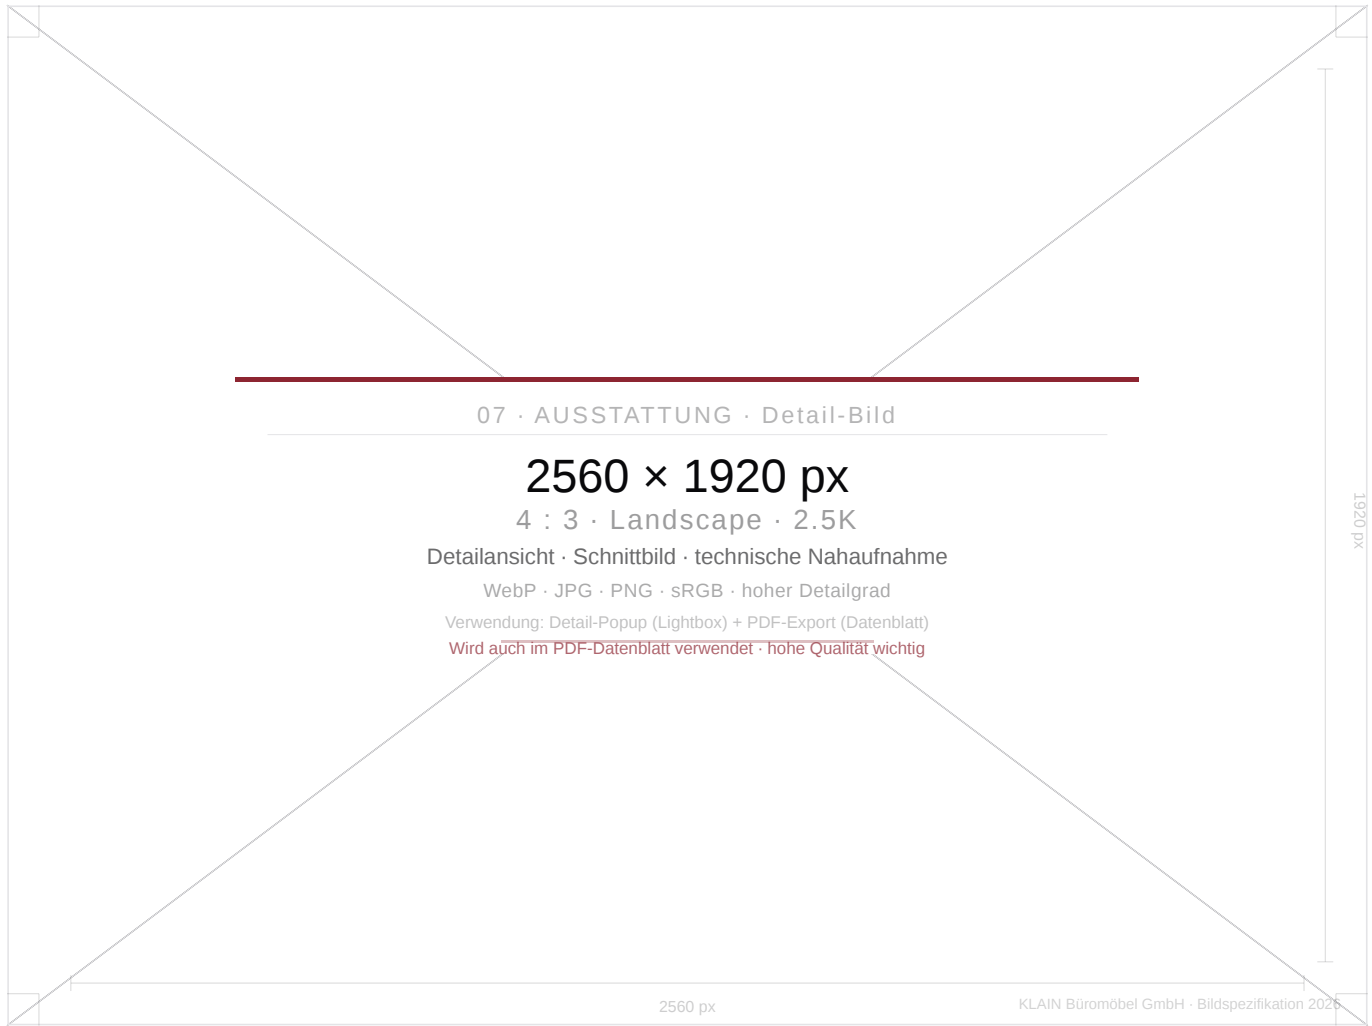 07 · AUSSTATTUNG · Detail-Bild
2560 × 1920 px
4 : 3 · Landscape · 2.5K
Detailansicht · Schnittbild · technische Nahaufnahme
WebP · JPG · PNG · sRGB · hoher Detailgrad
Verwendung: Detail-Popup (Lightbox) + PDF-Export (Datenblatt)
Wird auch im PDF-Datenblatt verwendet · hohe Qualität wichtig
1920 px
2560 px
KLAIN Büromöbel GmbH · Bildspezifikation 2026